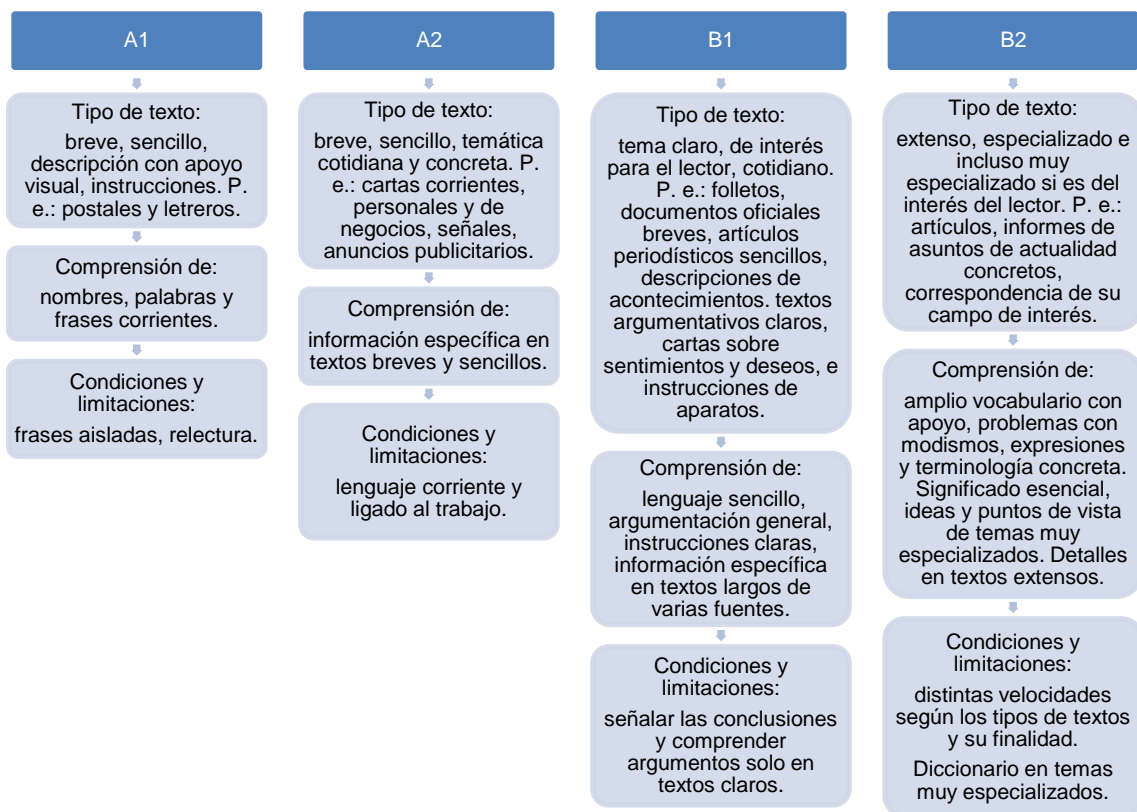 A1
Tipo de texto:
breve, sencillo,
descripción con apoyo
visual, instrucciones. P.
e.: postales y letreros.
Comprensión de:
nombres, palabras y
frases corrientes.
Condiciones y
limitaciones:
frases aisladas, relectura.
A2
Tipo de texto:
breve, sencillo, temática
cotidiana y concreta. P.
e.: cartas corrientes,
personales y de
negocios, señales,
anuncios publicitarios.
Comprensión de:
información específica en
textos breves y sencillos.
Condiciones y
limitaciones:
lenguaje corriente y
ligado al trabajo.
B1
Tipo de texto:
tema claro, de interés
para el lector, cotidiano.
P. e.: folletos,
documentos oficiales
breves, artículos
periodísticos sencillos,
descripciones de
acontecimientos. textos
argumentativos claros,
cartas sobre
sentimientos y deseos, e
instrucciones de
aparatos.
Comprensión de:
lenguaje sencillo,
argumentación general,
instrucciones claras,
información específica
en textos largos de
varias fuentes.
Condiciones y
limitaciones:
señalar las conclusiones
y comprender
argumentos solo en
textos claros.
B2
Tipo de texto:
extenso, especializado e
incluso muy
especializado si es del
interés del lector. P. e.:
artículos, informes de
asuntos de actualidad
concretos,
correspondencia de su
campo de interés.
Comprensión de:
amplio vocabulario con
apoyo, problemas con
modismos, expresiones
y terminología concreta.
Significado esencial,
ideas y puntos de vista
de temas muy
especializados. Detalles
en textos extensos.
Condiciones y
limitaciones:
distintas velocidades
según los tipos de textos
y su finalidad.
Diccionario en temas
muy especializados.